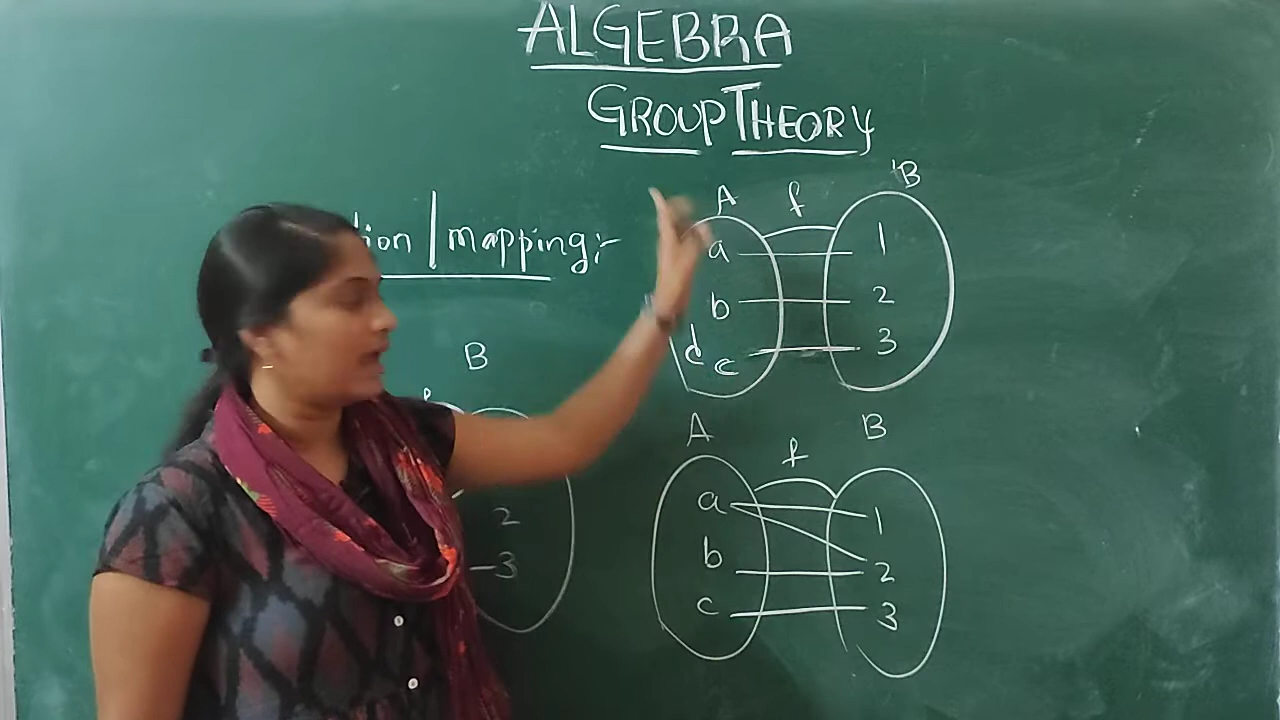 ALGEBRA
GROUP THEORY
tion / mapping :-
A f B
a 1
b 2
d c 3
B
f
2
3
A f B
a 1
b 2
c 3